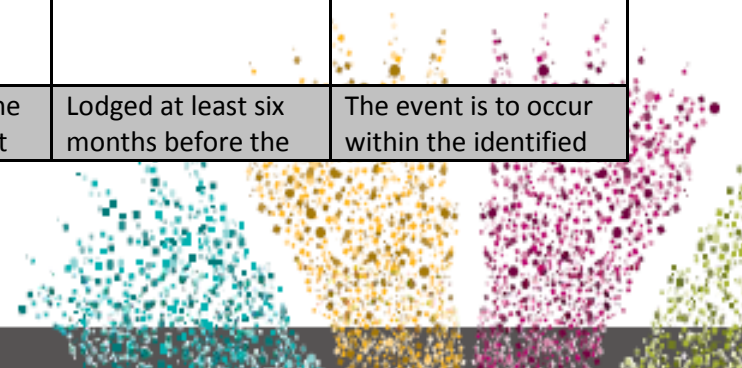 Lodged at least six
months before the
The event is to occur
within the identified